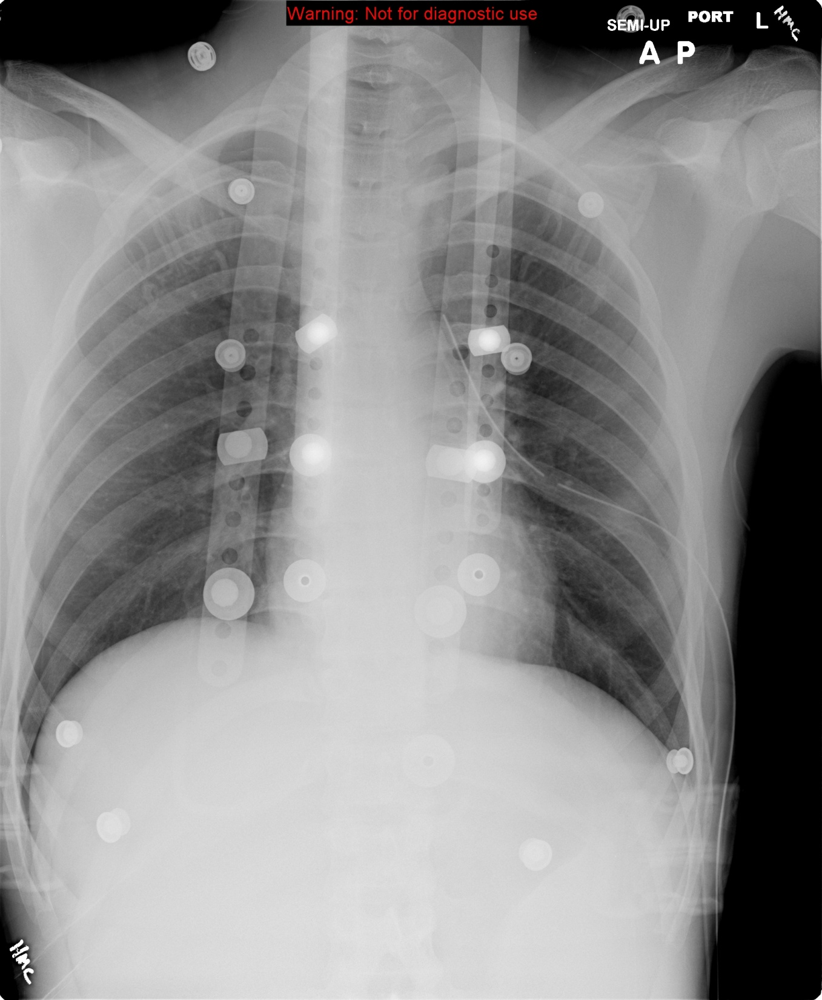 Warning: Not for diagnostic use
SEMI-UP PORT L HMC
A P
HMC